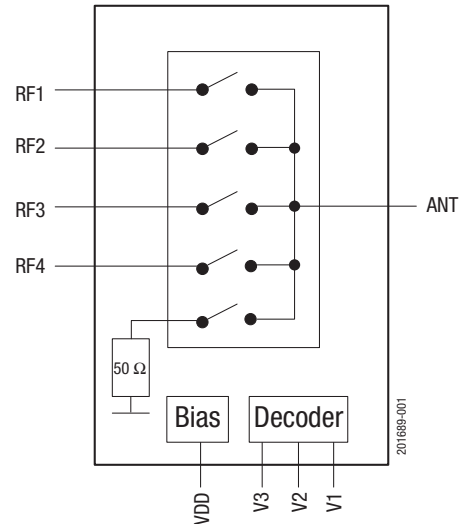 RF1
RF2
RF3
ANT
RF4
50 Ω
Bias
Decoder
201689-001
VDD
V3
V2
V1